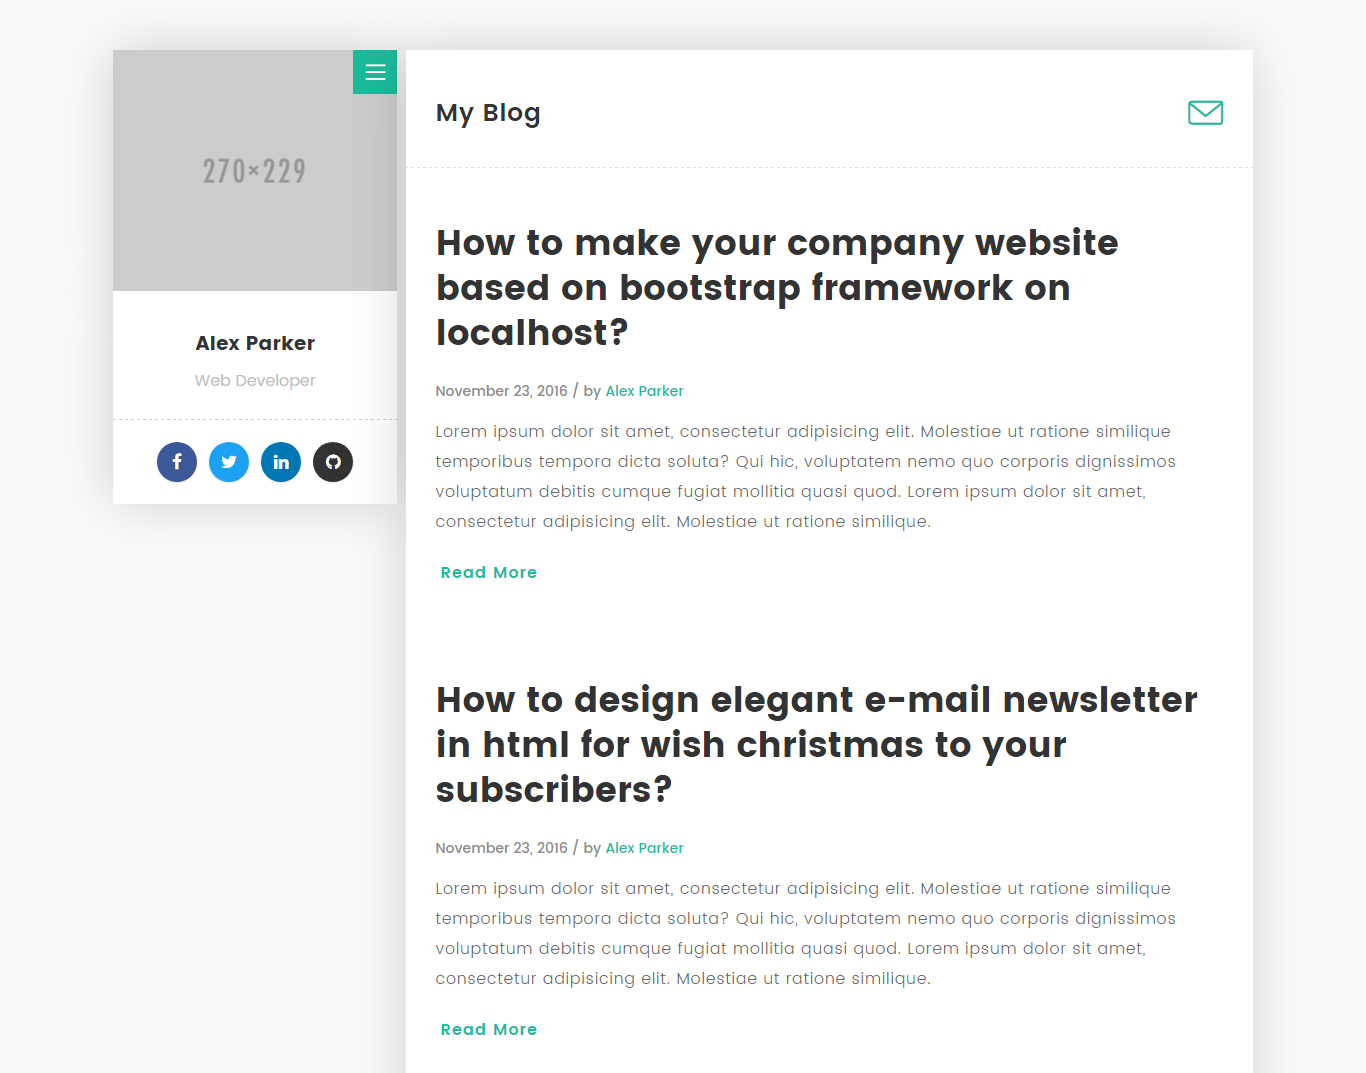 270×229
Alex Parker
Web Developer
My Blog
How to make your company website
based on bootstrap framework on
localhost?
November 23, 2016 / by Alex Parker
Lorem ipsum dolor sit amet, consectetur adipisicing elit. Molestiae ut ratione similique
temporibus tempora dicta soluta? Qui hic, voluptatem nemo quo corporis dignissimos
voluptatum debitis cumque fugiat mollitia quasi quod. Lorem ipsum dolor sit amet,
consectetur adipisicing elit. Molestiae ut ratione similique.
Read More
How to design elegant e-mail newsletter
in html for wish christmas to your
subscribers?
November 23, 2016 / by Alex Parker
Lorem ipsum dolor sit amet, consectetur adipisicing elit. Molestiae ut ratione similique
temporibus tempora dicta soluta? Qui hic, voluptatem nemo quo corporis dignissimos
voluptatum debitis cumque fugiat mollitia quasi quod. Lorem ipsum dolor sit amet,
consectetur adipisicing elit. Molestiae ut ratione similique.
Read More